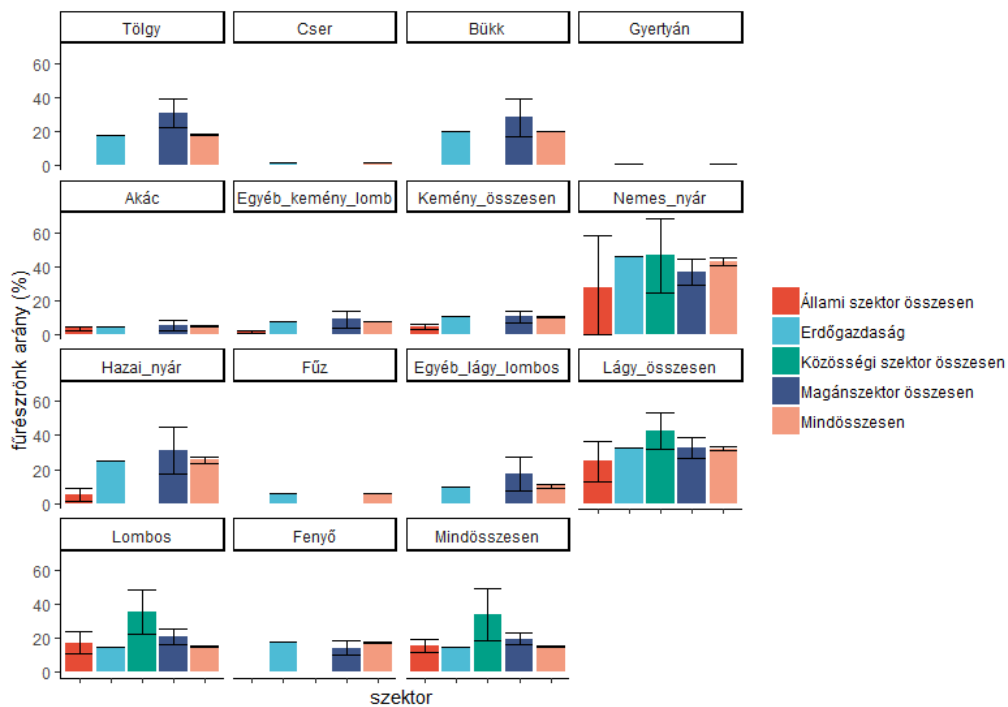 Tölgy
Cser
Bükk
Gyertyán
60
40
20
0
Akác
Egyéb_kemény_lomb
Kemény_összesen
Nemes_nyár
60
40
20
0
Hazai_nyár
Fűz
Egyéb_lágy_lombos
Lágy_összesen
60
40
20
0
Lombos
Fenyő
Mindösszesen
60
40
20
0
fűrészrönk arány (%)
szektor
Állami szektor összesen
Erdőgazdaság
Közösségi szektor összesen
Magánszektor összesen
Mindösszesen